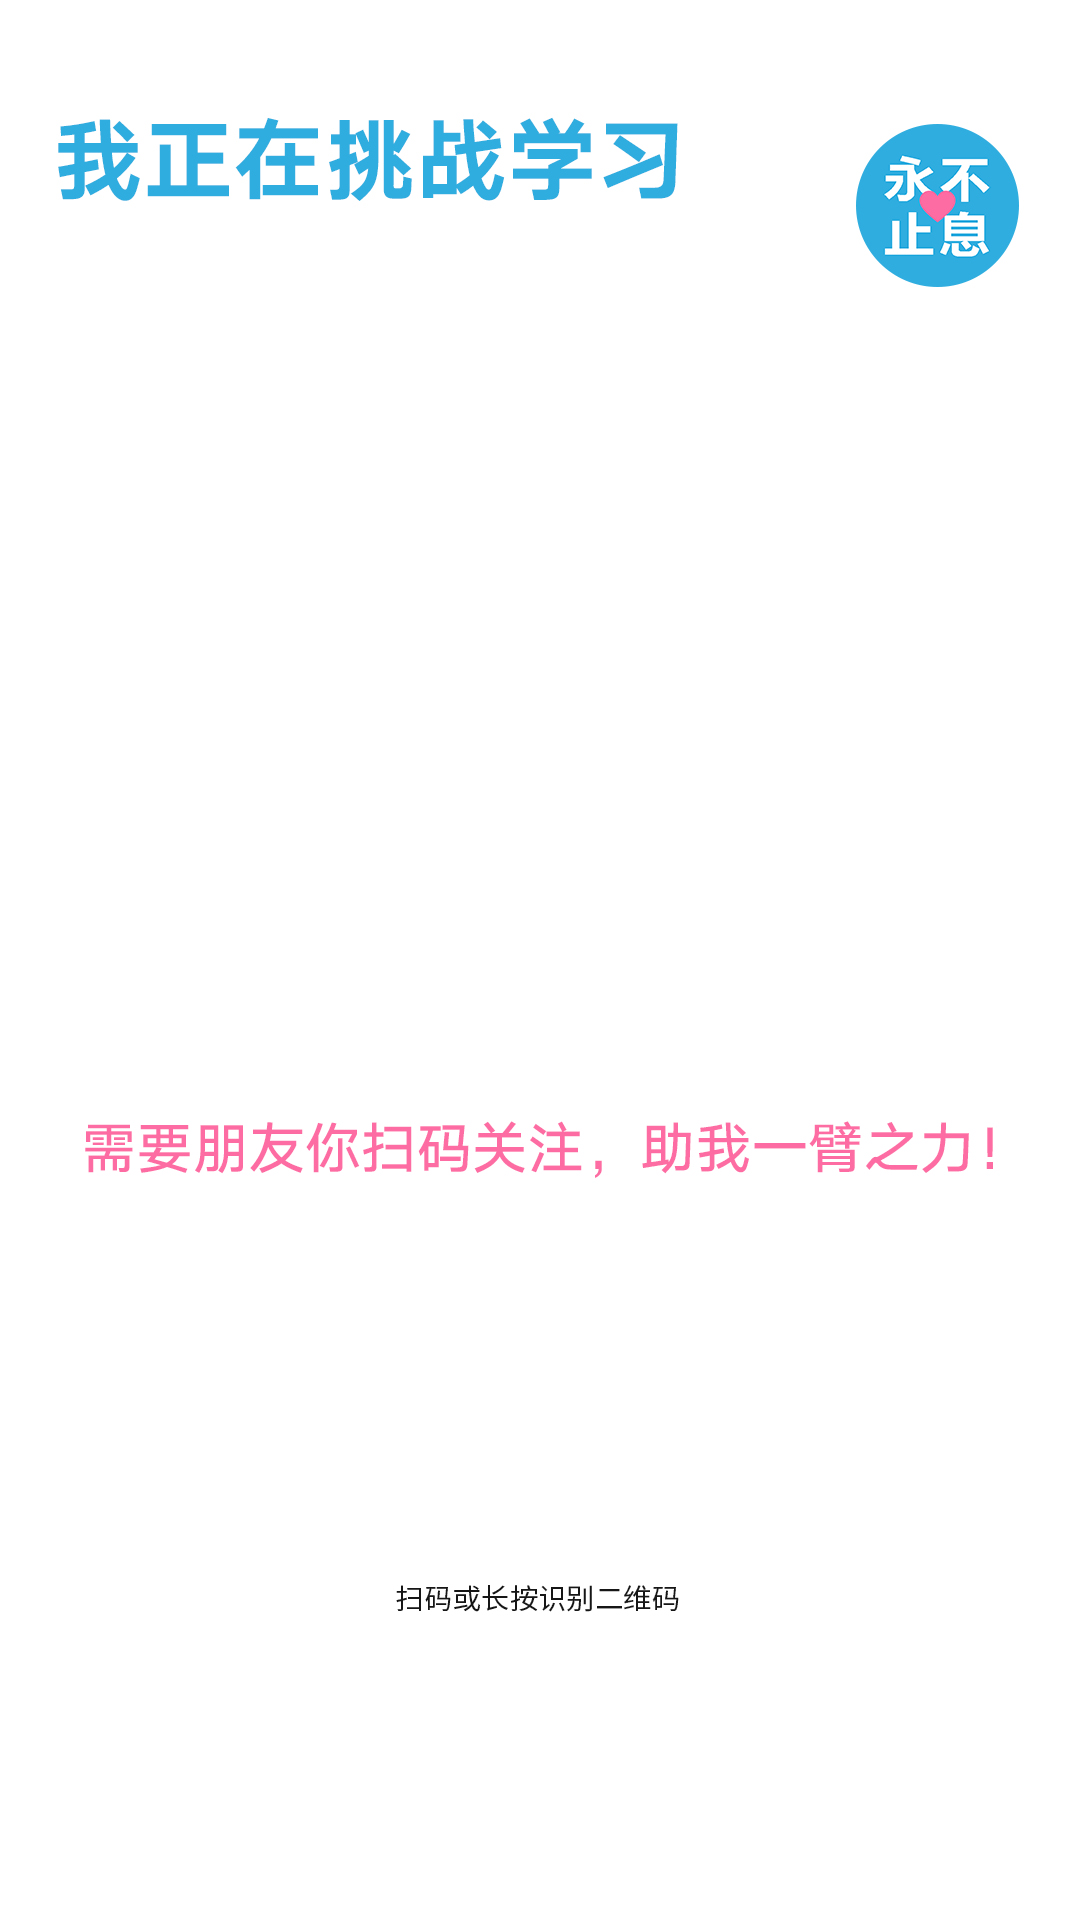 我正在挑战学习
永不
止息
需要朋友你扫码关注，助我一臂之力！
扫码或长按识别二维码